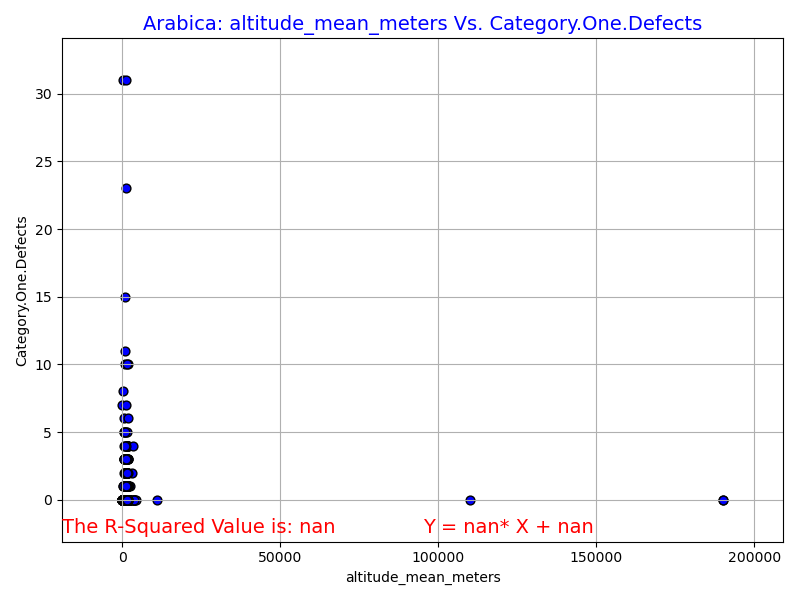 Arabica: altitude_mean_meters Vs. Category.One.Defects
Category.One.Defects
30
25
20
15
10
5
0
The R-Squared Value is: nan
Y = nan* X + nan
0
50000
100000
150000
200000
altitude_mean_meters